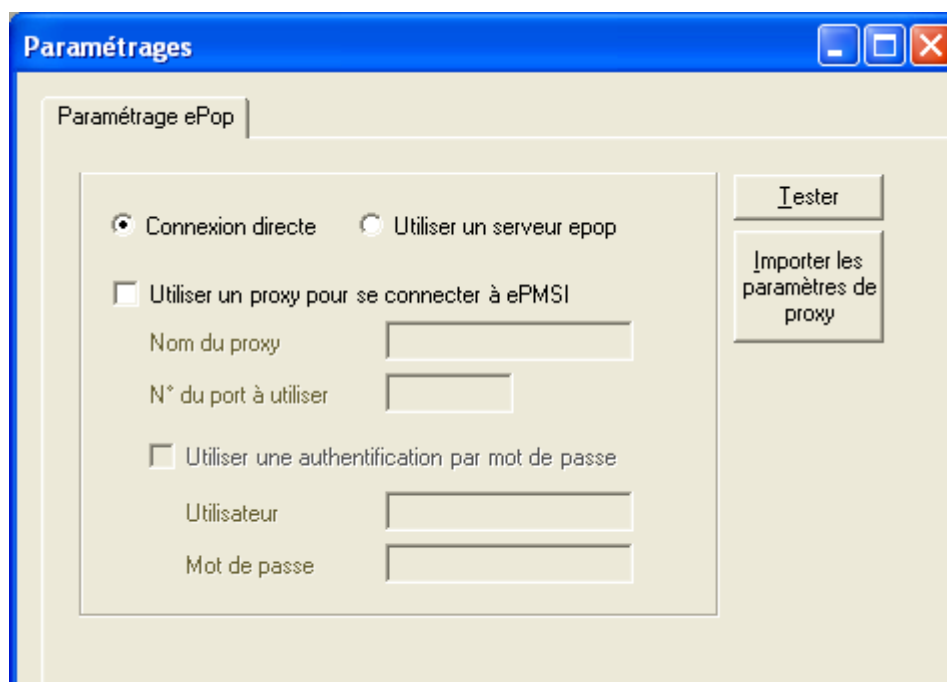 Paramétrages
Paramétrage ePop
Connexion directe
Utiliser un serveur epop
Utiliser un proxy pour se connecter à ePMSI
Nom du proxy
N° du port à utiliser
Utiliser une authentification par mot de passe
Utilisateur
Mot de passe
Tester
Importer les
paramètres de
proxy